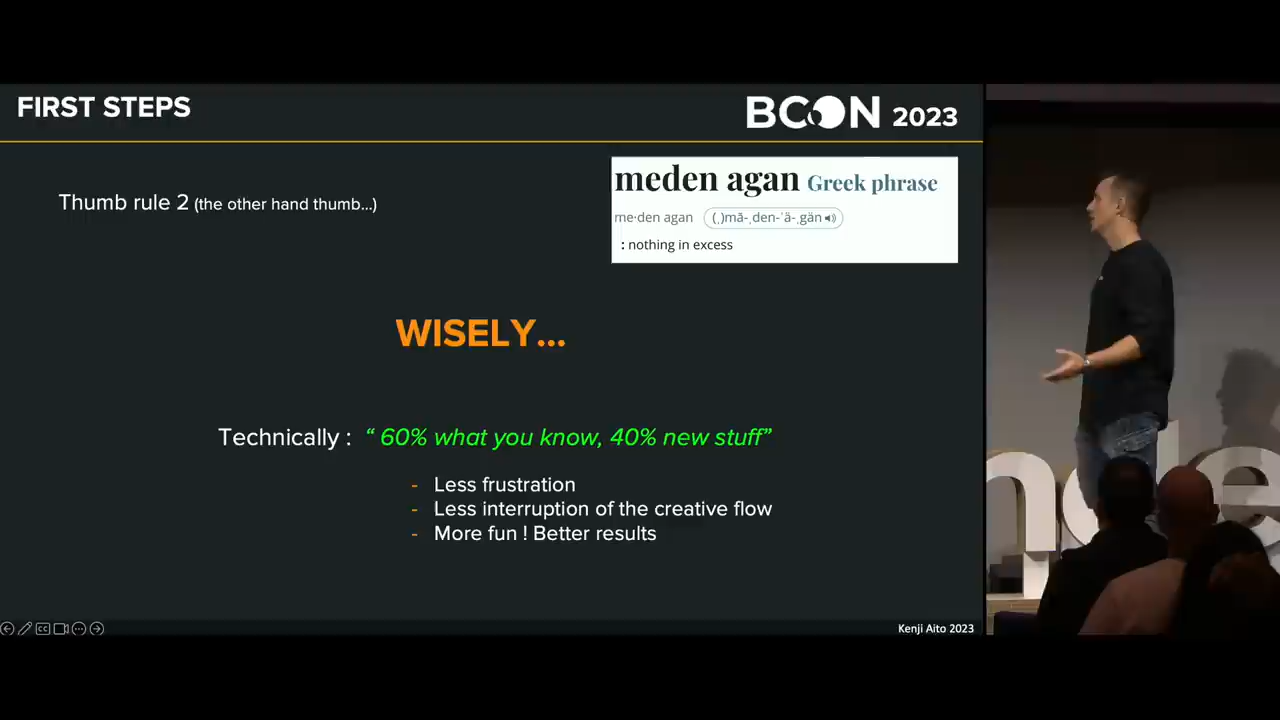 FIRST STEPS
BCON 2023
Thumb rule 2 (the other hand thumb...)
meden agan Greek phrase
me·den agan (ˌ)mā-ˌden-ˈä-ˌgän
: nothing in excess
WISELY...
Technically : “ 60% what you know, 40% new stuff”
- Less frustration
- Less interruption of the creative flow
- More fun ! Better results
CC
Kenji Aito 2023
nde